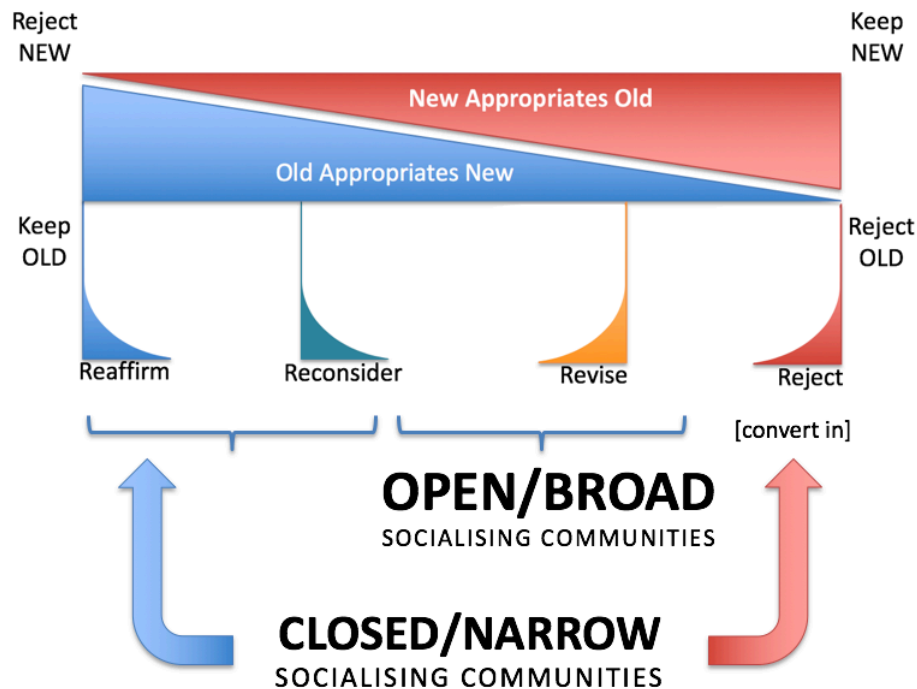 Reject
NEW
Keep
NEW
New Appropriates Old
Old Appropriates New
Keep
OLD
Reject
OLD
Reaffirm
Reconsider
Revise
Reject
[convert in]
OPEN/BROAD
SOCIALISING COMMUNITIES
CLOSED/NARROW
SOCIALISING COMMUNITIES